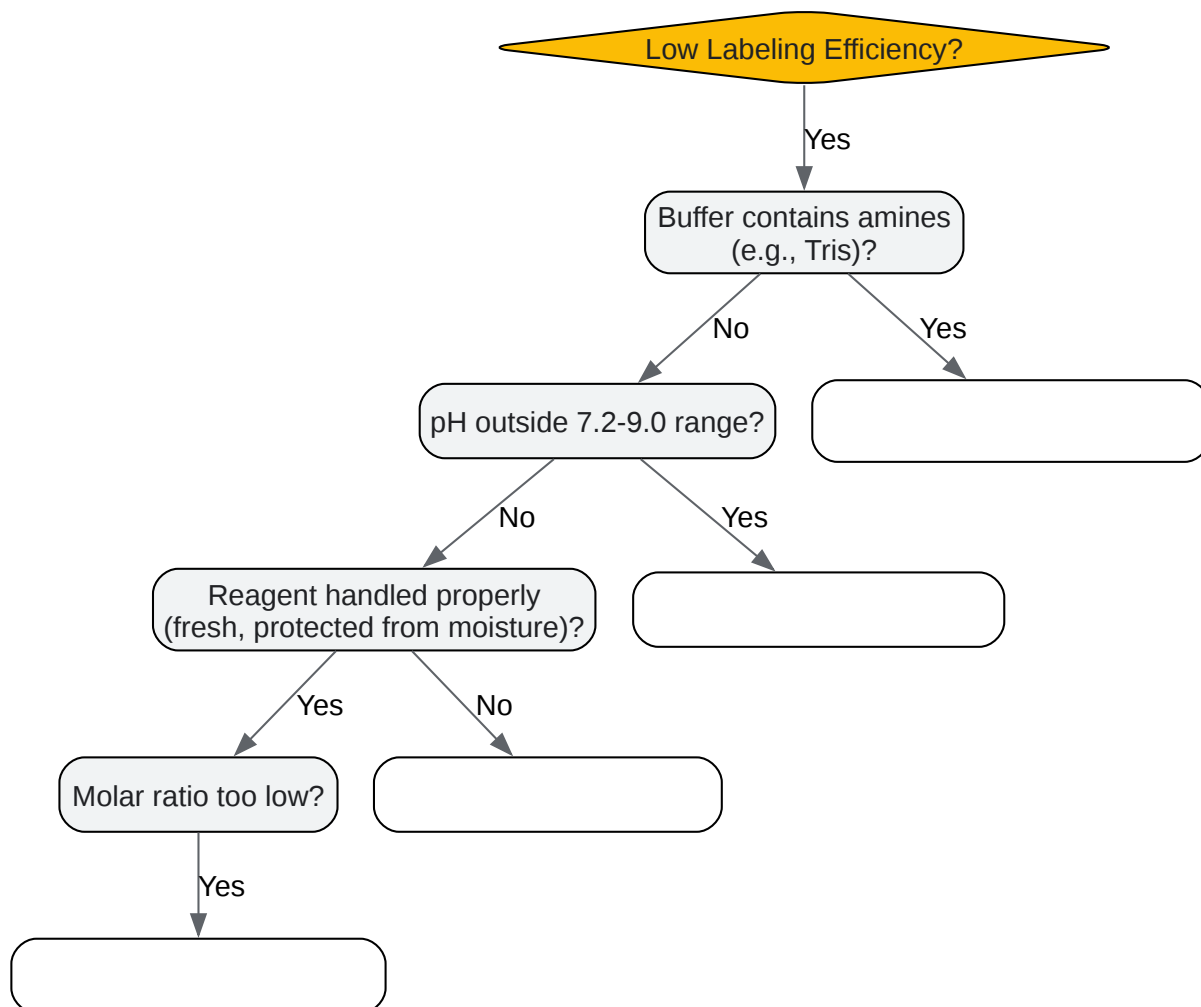 Low Labeling Efficiency?
Yes
Buffer contains amines
(e.g., Tris)?
No
Yes
pH outside 7.2-9.0 range?
No
Yes
Reagent handled properly
(fresh, protected from moisture)?
Yes
No
Molar ratio too low?
Yes